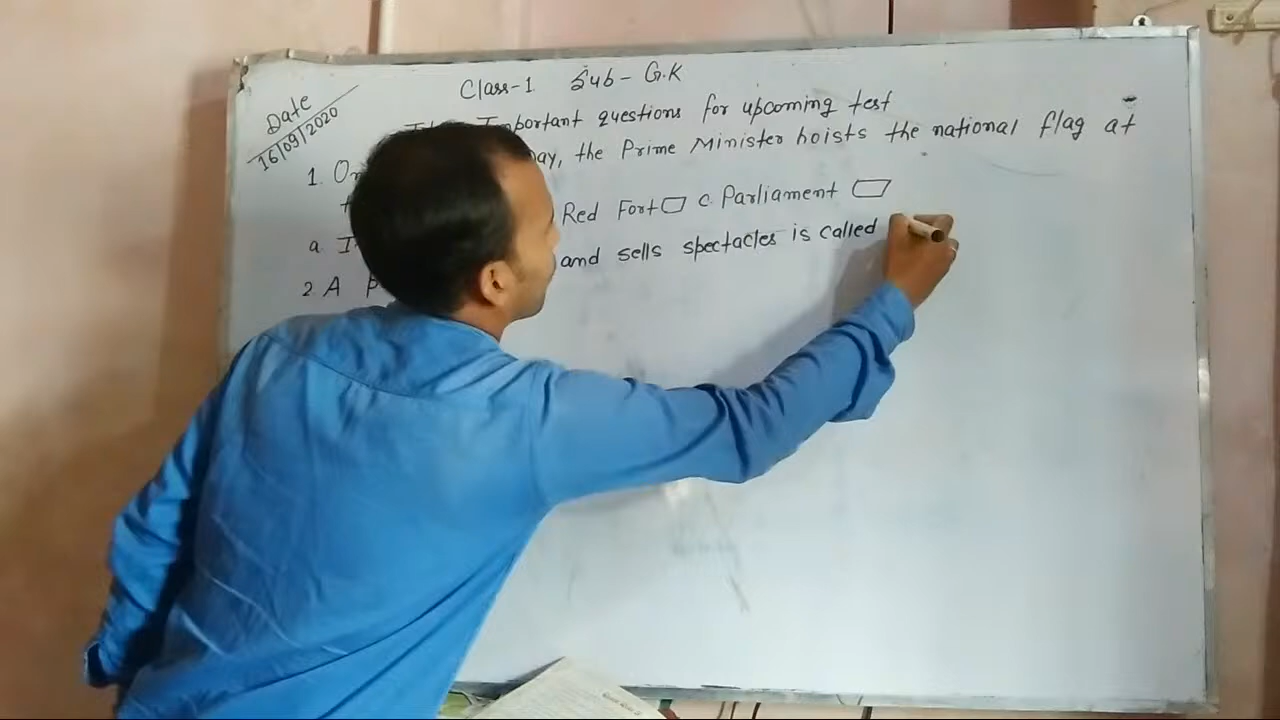 Date
16/09/2020
Class-1 Sub- G.K
Important questions for upcoming test
1. On the Prime Minister hoists the national flag at
Red Fort c. Parliament
a.
and sells spectacles is called
2. A